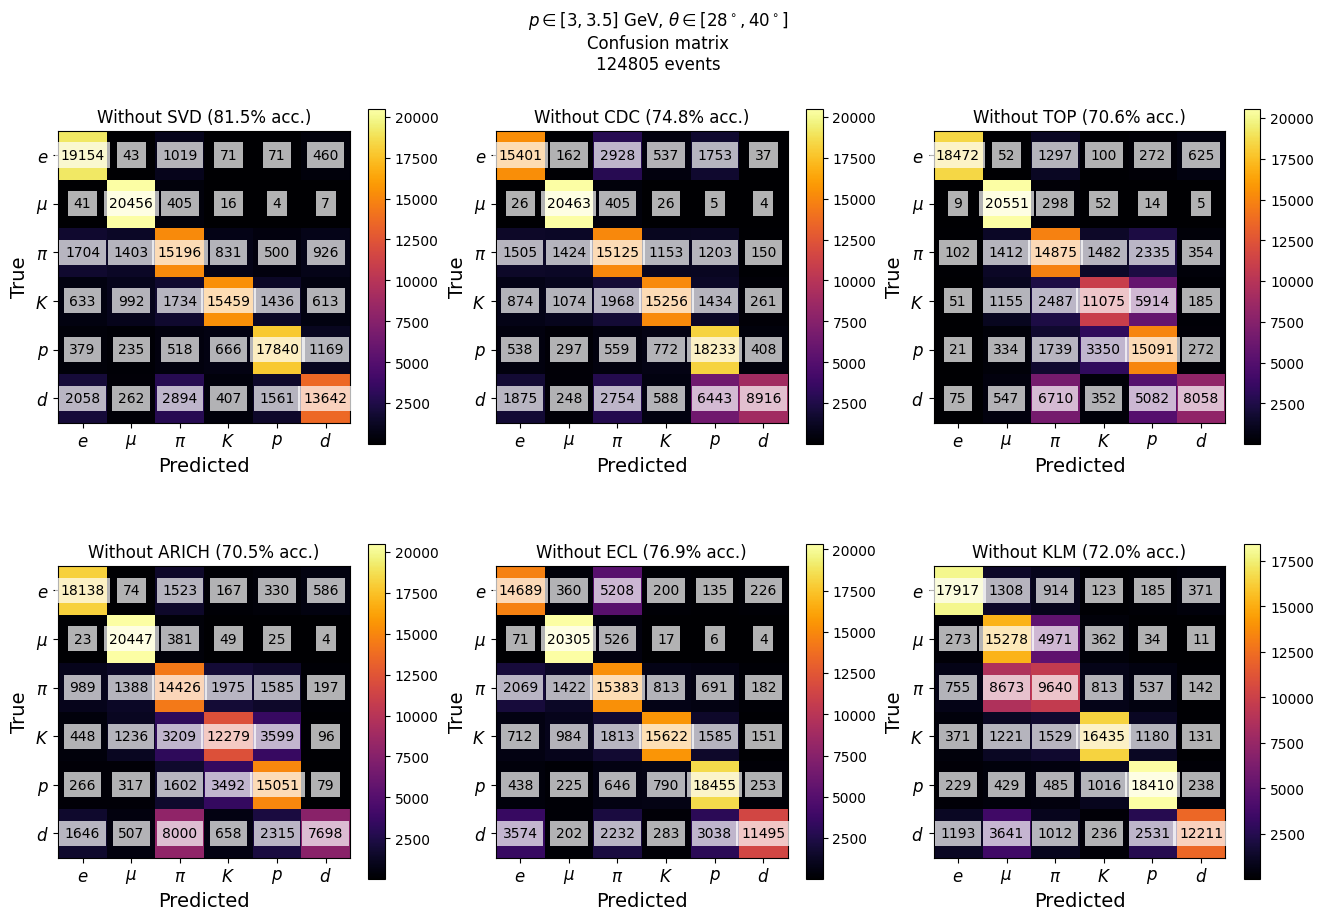 p ∈ [3, 3.5] GeV, θ ∈ [28°, 40°]
Confusion matrix
124805 events
Without SVD (81.5% acc.)
True
e 19154 43 1019 71 71 460
μ 41 20456 405 16 4 7
π 1704 1403 15196 831 500 926
K 633 992 1734 15459 1436 613
p 379 235 518 666 17840 1169
d 2058 262 2894 407 1561 13642
e μ π K p d
Predicted
20000
17500
15000
12500
10000
7500
5000
2500
Without CDC (74.8% acc.)
True
e 15401 162 2928 537 1753 37
μ 26 20463 405 26 5 4
π 1505 1424 15125 1153 1203 150
K 874 1074 1968 15256 1434 261
p 538 297 559 772 18233 408
d 1875 248 2754 588 6443 8916
e μ π K p d
Predicted
20000
17500
15000
12500
10000
7500
5000
2500
Without TOP (70.6% acc.)
True
e 18472 52 1297 100 272 625
μ 9 20551 298 52 14 5
π 102 1412 14875 1482 2335 354
K 51 1155 2487 11075 5914 185
p 21 334 1739 3350 15091 272
d 75 547 6710 352 5082 8058
e μ π K p d
Predicted
20000
17500
15000
12500
10000
7500
5000
2500
Without ARICH (70.5% acc.)
True
e 18138 74 1523 167 330 586
μ 23 20447 381 49 25 4
π 989 1388 14426 1975 1585 197
K 448 1236 3209 12279 3599 96
p 266 317 1602 3492 15051 79
d 1646 507 8000 658 2315 7698
e μ π K p d
Predicted
20000
17500
15000
12500
10000
7500
5000
2500
Without ECL (76.9% acc.)
True
e 14689 360 5208 200 135 226
μ 71 20305 526 17 6 4
π 2069 1422 15383 813 691 182
K 712 984 1813 15622 1585 151
p 438 225 646 790 18455 253
d 3574 202 2232 283 3038 11495
e μ π K p d
Predicted
20000
17500
15000
12500
10000
7500
5000
2500
Without KLM (72.0% acc.)
True
e 17917 1308 914 123 185 371
μ 273 15278 4971 362 34 11
π 755 8673 9640 813 537 142
K 371 1221 1529 16435 1180 131
p 229 429 485 1016 18410 238
d 1193 3641 1012 236 2531 12211
e μ π K p d
Predicted
17500
15000
12500
10000
7500
5000
2500